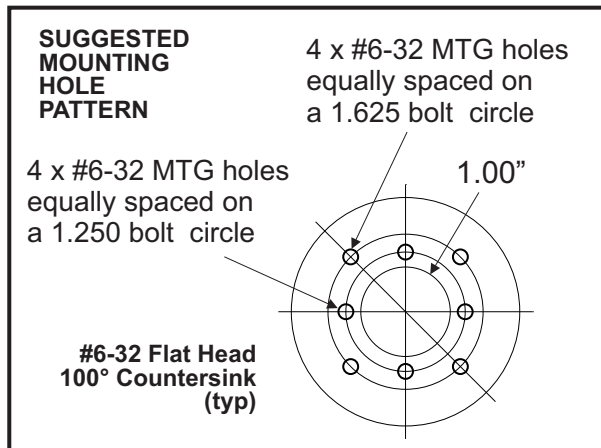 SUGGESTED
MOUNTING
HOLE
PATTERN
4 x #6-32 MTG holes
equally spaced on
a 1.625 bolt circle
4 x #6-32 MTG holes
equally spaced on
a 1.250 bolt circle
1.00”
#6-32 Flat Head
100° Countersink
(typ)